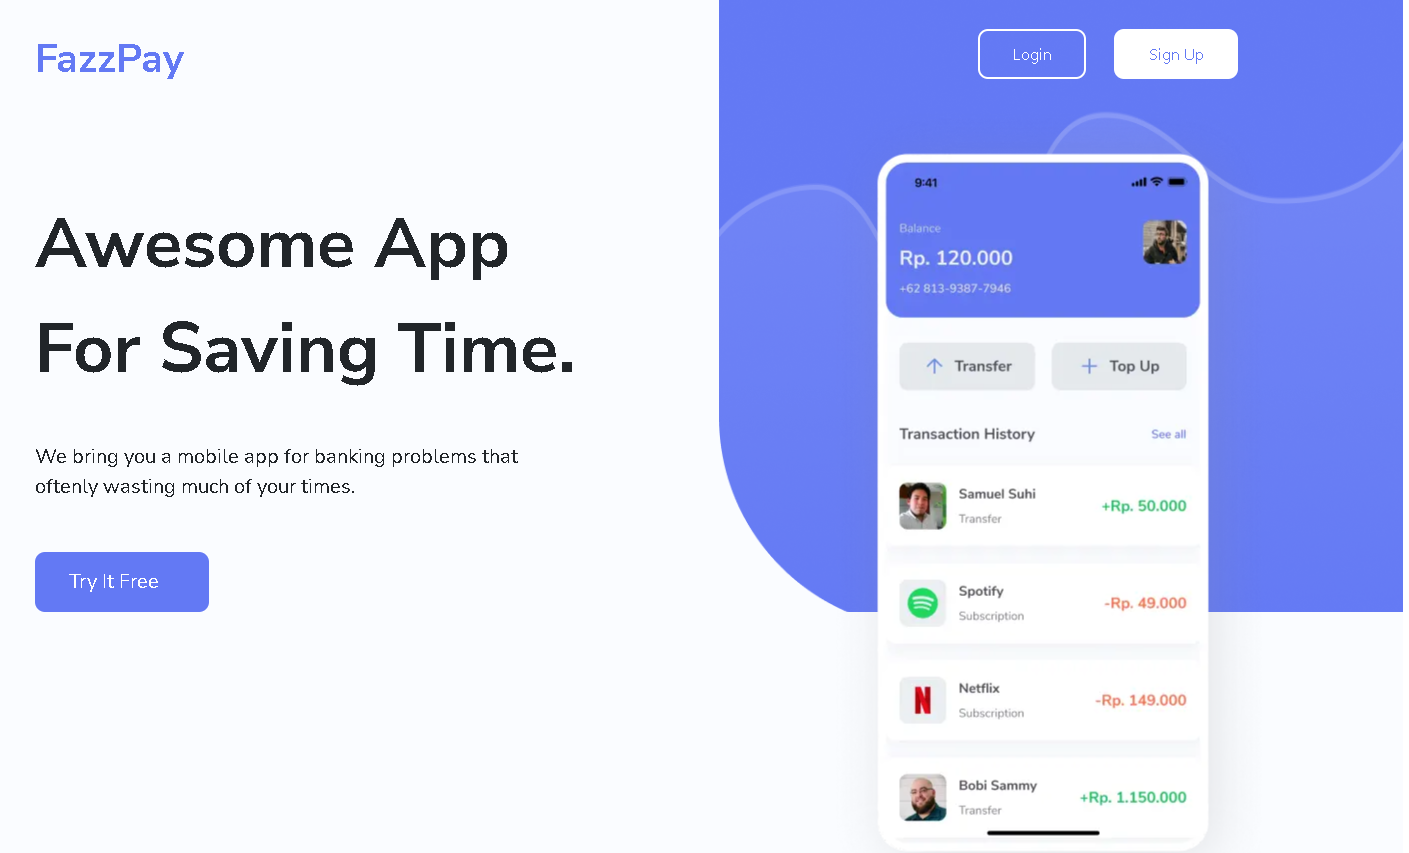 FazzPay
Login
Sign Up
Awesome App
For Saving Time.
We bring you a mobile app for banking problems that
oftenly wasting much of your times.
Try It Free
9:41
Balance
Rp. 120.000
+62 813-9387-7946
Transfer
Top Up
Transaction History
See all
Samuel Suhi
+Rp. 50.000
Transfer
Spotify
-Rp. 49.000
Subscription
Netflix
-Rp. 149.000
Subscription
Bobi Sammy
+Rp. 1.150.000
Transfer